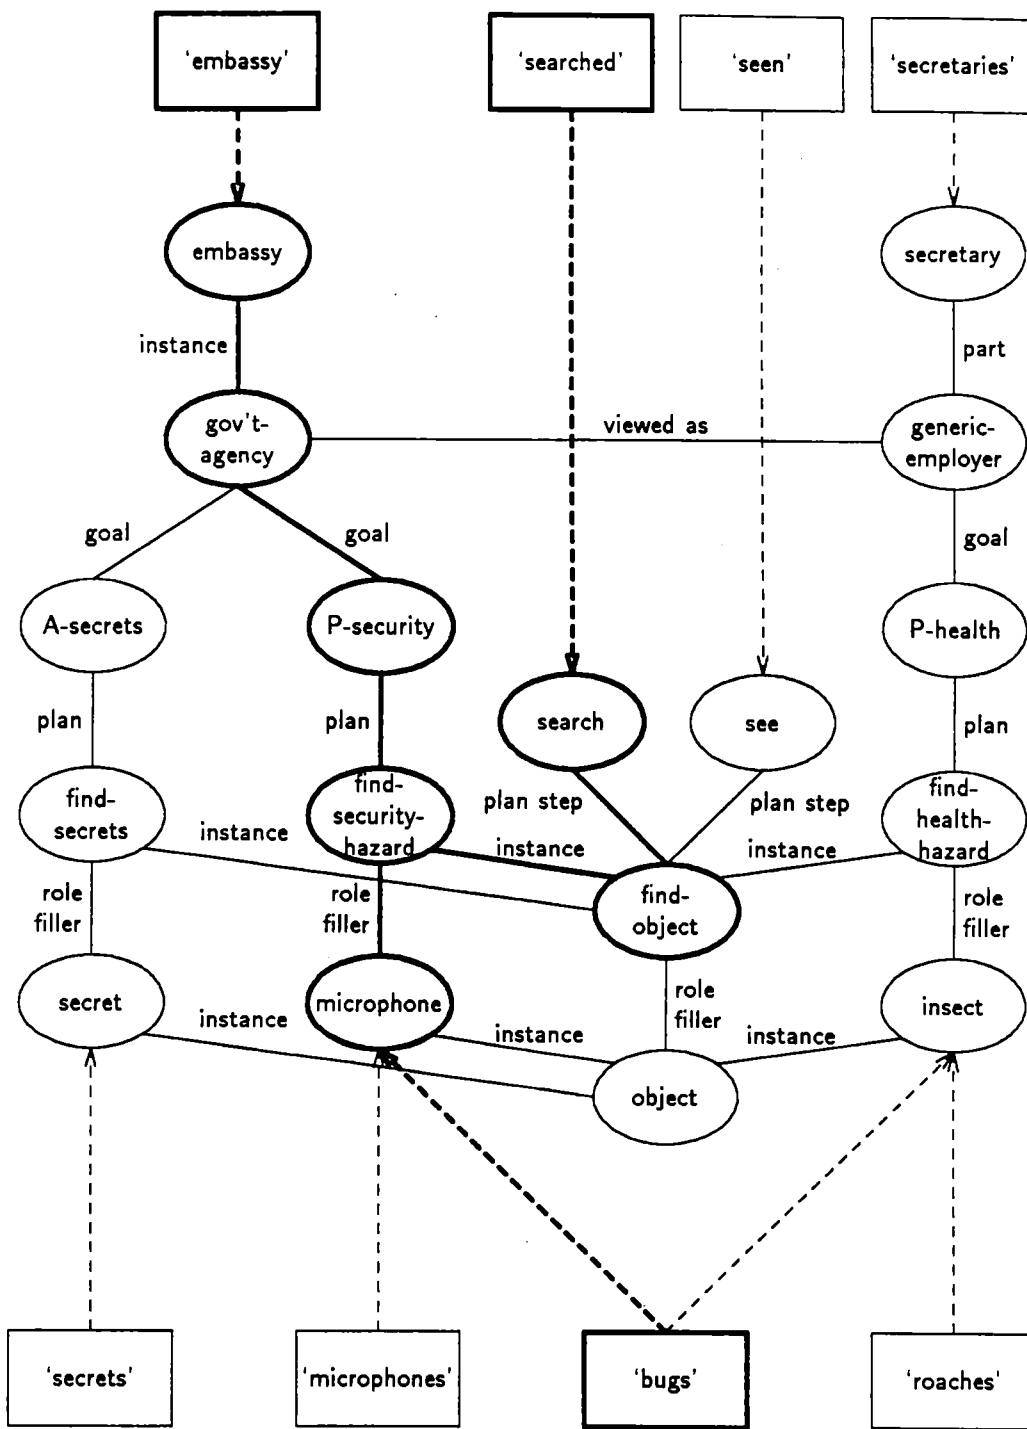 ‘embassy’
‘searched’
‘seen’
‘secretaries’
embassy
secretary
instance
part
gov't-
agency
viewed as
generic-
employer
goal
goal
goal
A-secrets
P-security
P-health
plan
plan
search
see
plan
find-
secrets
find-
security-
hazard
plan step
plan step
find-
health-
hazard
instance
instance
instance
role
filler
role
filler
find-
object
role
filler
secret
microphone
insect
instance
instance
role
filler
instance
object
‘secrets’
‘microphones’
‘bugs’
‘roaches’